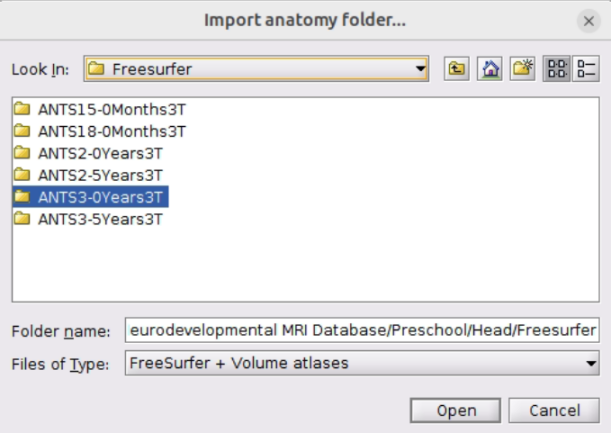 Import anatomy folder...
Look In: Freesurfer
ANTS15-0Months3T
ANTS18-0Months3T
ANTS2-0Years3T
ANTS2-5Years3T
ANTS3-0Years3T
ANTS3-5Years3T
Folder name: eurodevelopmental MRI Database/Preschool/Head/Freesurfer
Files of Type: FreeSurfer + Volume atlases
Open Cancel